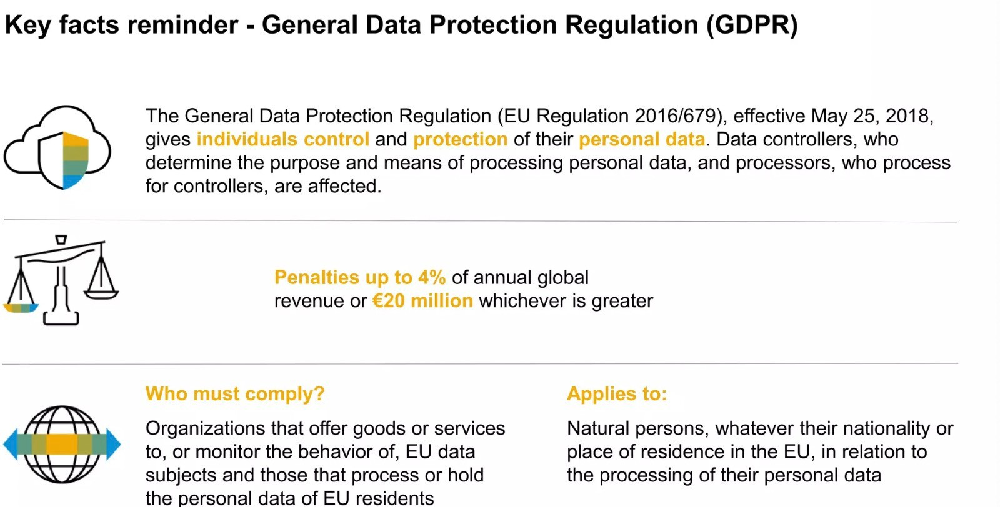 Key facts reminder - General Data Protection Regulation (GDPR)
The General Data Protection Regulation (EU Regulation 2016/679), effective May 25, 2018,
gives individuals control and protection of their personal data. Data controllers, who
determine the purpose and means of processing personal data, and processors, who process
for controllers, are affected.
Penalties up to 4% of annual global
revenue or €20 million whichever is greater
Who must comply?
Organizations that offer goods or services
to, or monitor the behavior of, EU data
subjects and those that process or hold
the personal data of EU residents
Applies to:
Natural persons, whatever their nationality or
place of residence in the EU, in relation to
the processing of their personal data